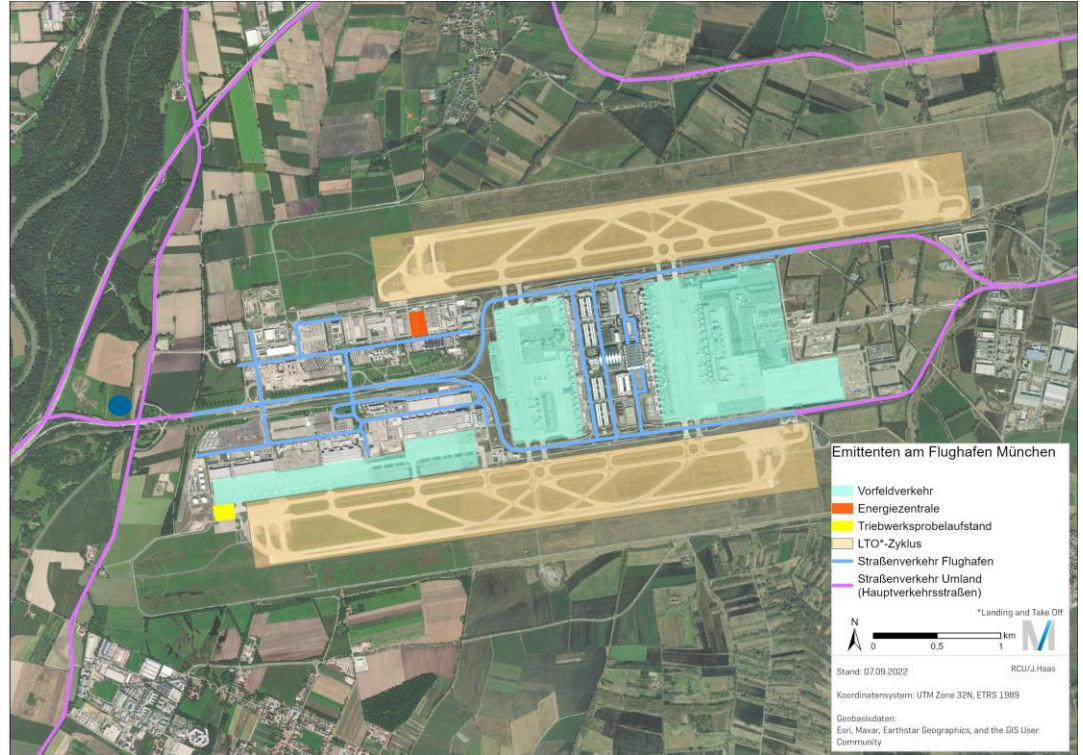 Emittenten am Flughafen München
Vorfeldverkehr
Energiezentrale
Triebwerksprobelaufstand
LTO*-Zyklus
Straßenverkehr Flughafen
Straßenverkehr Umland
(Hauptverkehrsstraßen)
*Landing and Take Off
N
km
0
0,5
1
M
RCU/J.Haas
Stand: 07.09.2022
Koordinatensystem: UTM Zone 32N, ETRS 1989
Geobasisdaten:
Esri, Maxar, Earthstar Geographics, and the GIS User
Community